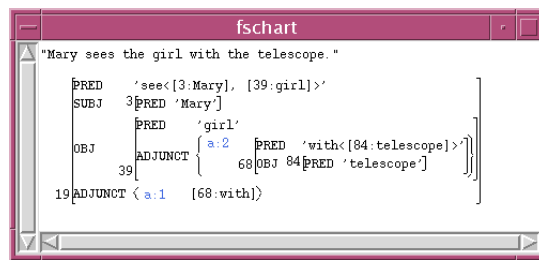 fschart
"Mary sees the girl with the telescope."
PRED 'see<[3:Mary], [39:girl]>'
SUBJ 3[PRED 'Mary']
PRED 'girl'
OBJ
ADJUNCT { a:2
PRED 'with<[84:telescope]>'
68 OBJ 84[PRED 'telescope']
39
19 ADJUNCT { a:1 [68:with]}